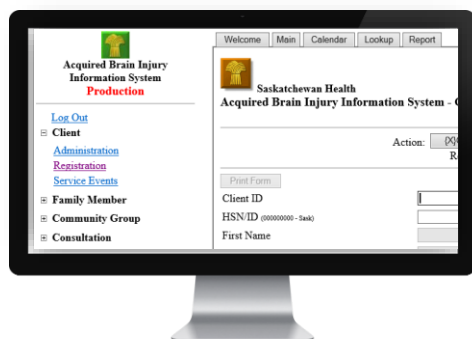 Acquired Brain Injury
Information System
Production
Log Out
Client
Administration
Registration
Service Events
Family Member
Community Group
Consultation
Welcome Main Calendar Lookup Report
Saskatchewan Health
Acquired Brain Injury Information System -
Action:
Print Form
Client ID
HSN/ID (000000000 - Sask)
First Name